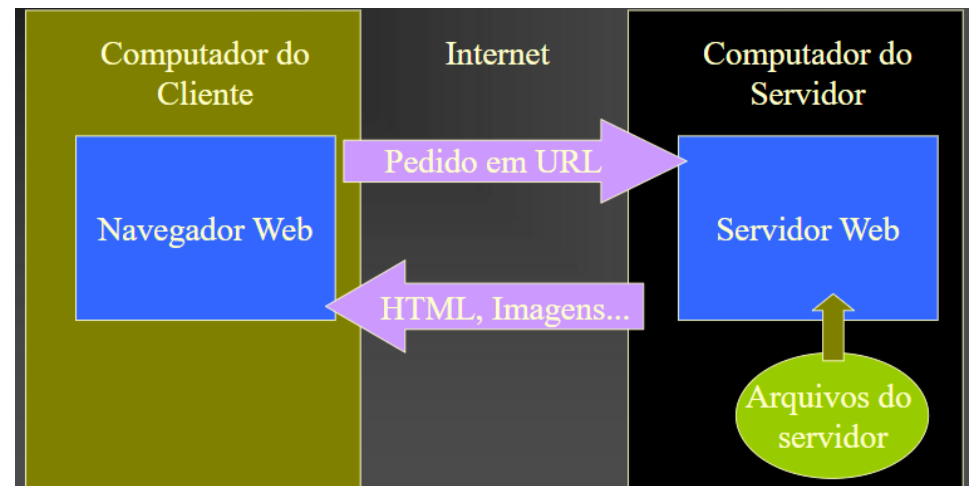 Computador do
Cliente
Internet
Computador do
Servidor
Pedido em URL
Navegador Web
Servidor Web
HTML, Imagens...
Arquivos do
servidor